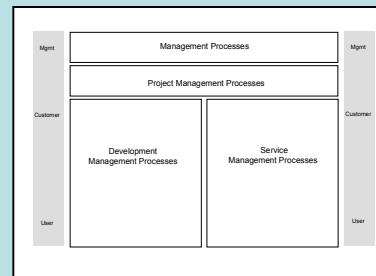 Mgmt
Management Processes
Mgmt
Project Management Processes
Customer
Customer
Development
Management Processes
Service
Management Processes
User
User